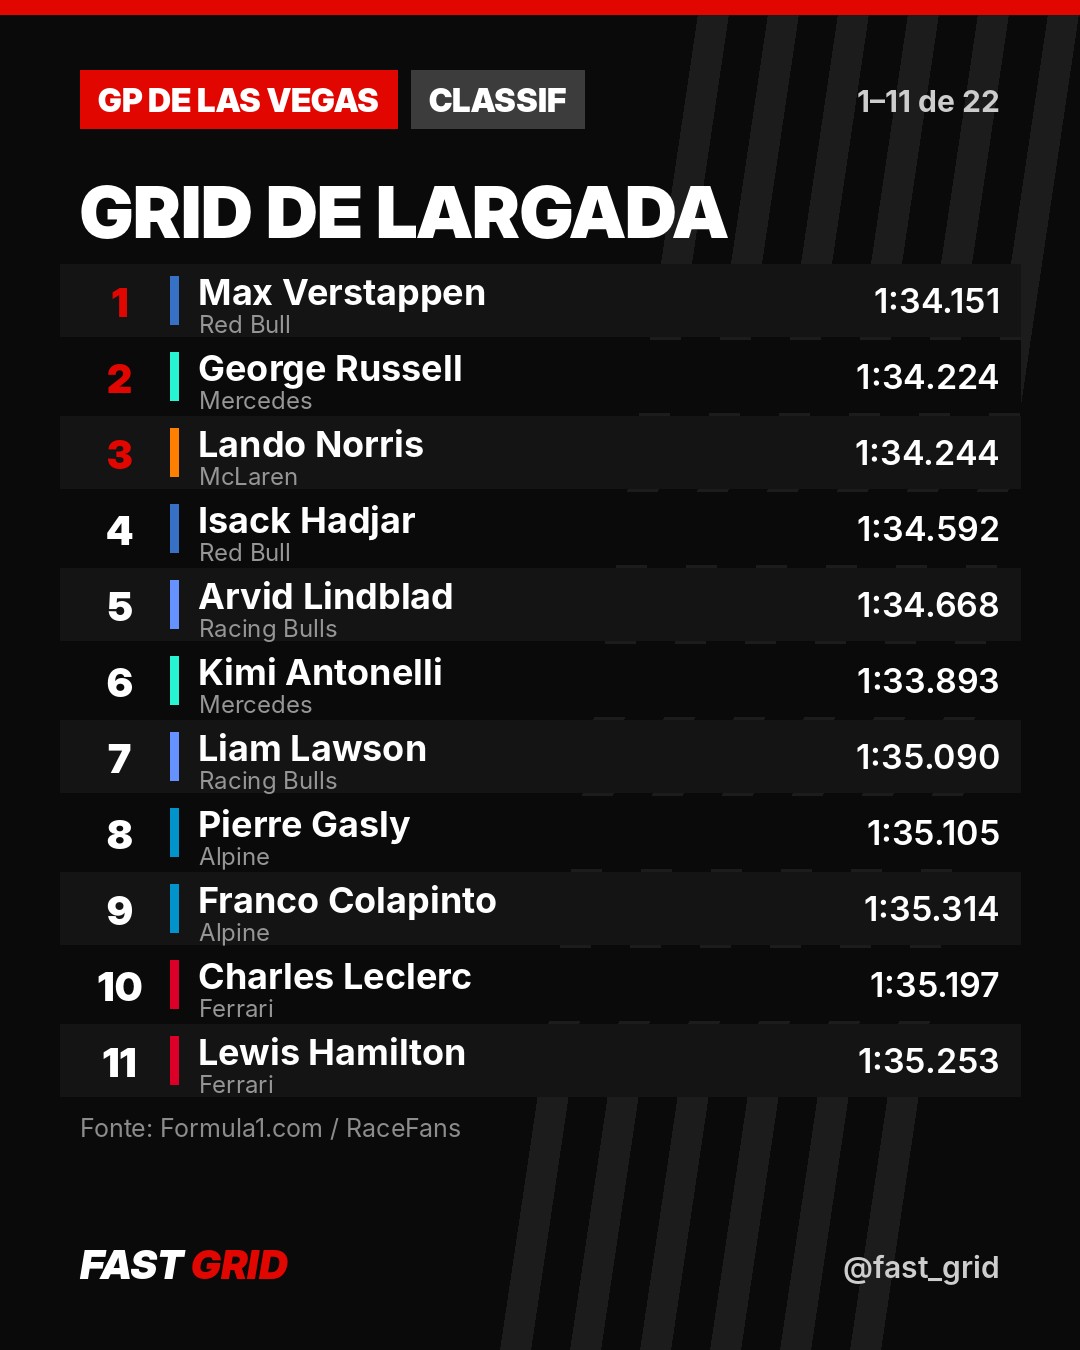 GP DE LAS VEGAS CLASSIF 1–11 de 22
GRID DE LARGADA
1 Max Verstappen 1:34.151
Red Bull
2 George Russell 1:34.224
Mercedes
3 Lando Norris 1:34.244
McLaren
4 Isack Hadjar 1:34.592
Red Bull
5 Arvid Lindblad 1:34.668
Racing Bulls
6 Kimi Antonelli 1:33.893
Mercedes
7 Liam Lawson 1:35.090
Racing Bulls
8 Pierre Gasly 1:35.105
Alpine
9 Franco Colapinto 1:35.314
Alpine
10 Charles Leclerc 1:35.197
Ferrari
11 Lewis Hamilton 1:35.253
Ferrari
Fonte: Formula1.com / RaceFans
FAST GRID @fast_grid